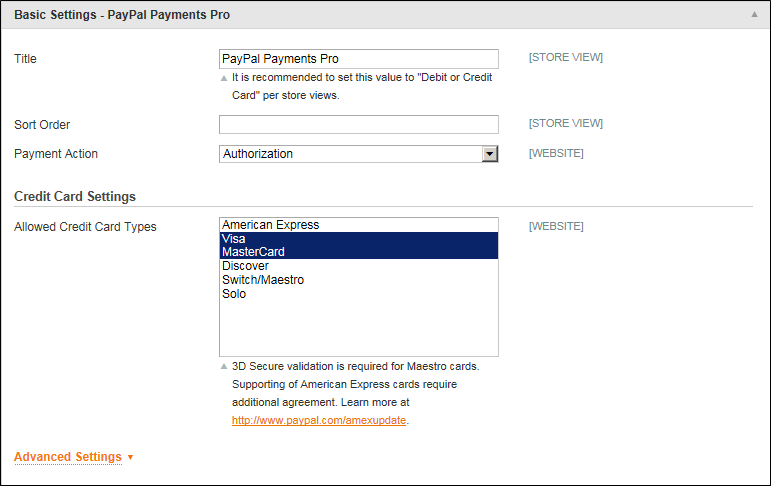 Basic Settings - PayPal Payments Pro
Title
PayPal Payments Pro
[STORE VIEW]
It is recommended to set this value to "Debit or Credit
Card" per store views.
Sort Order
[STORE VIEW]
Payment Action
Authorization
[WEBSITE]
Credit Card Settings
Allowed Credit Card Types
American Express
[WEBSITE]
Visa
MasterCard
Discover
Switch/Maestro
Solo
3D Secure validation is required for Maestro cards.
Supporting of American Express cards require
additional agreement. Learn more at
http://www.paypal.com/amexupdate.
Advanced Settings